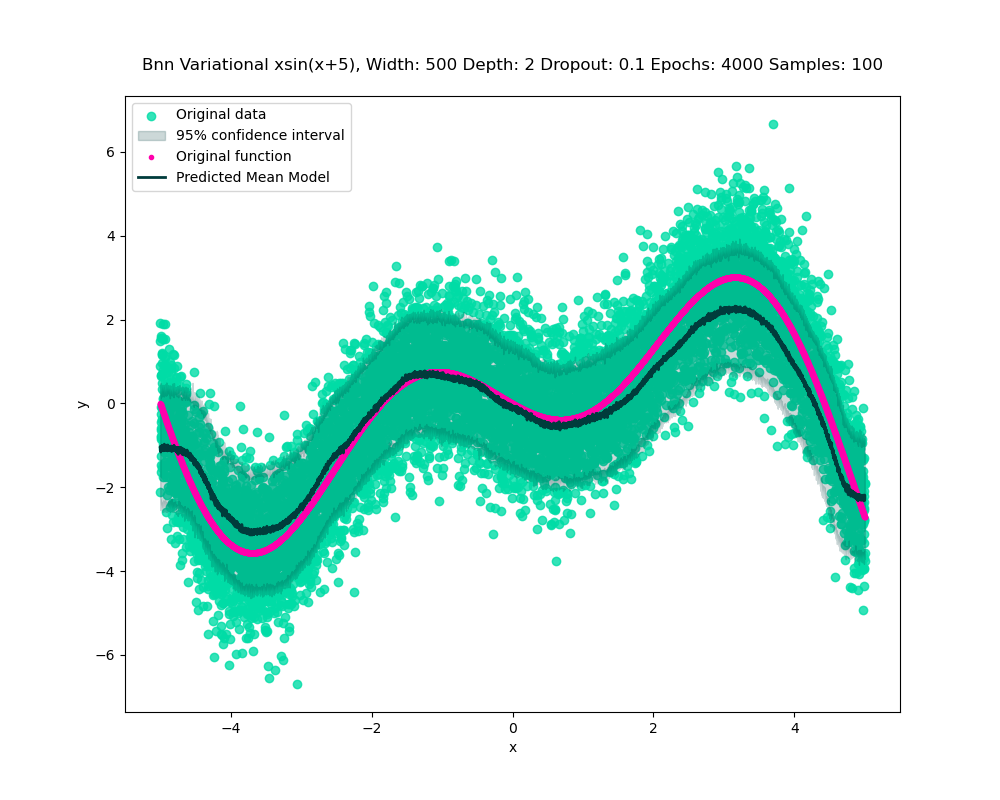 Bnn Variational xsin(x+5), Width: 500 Depth: 2 Dropout: 0.1 Epochs: 4000 Samples: 100
Original data
95% confidence interval
Original function
Predicted Mean Model
6
4
2
0
−2
−4
−6
y
−4
−2
0
2
4
x